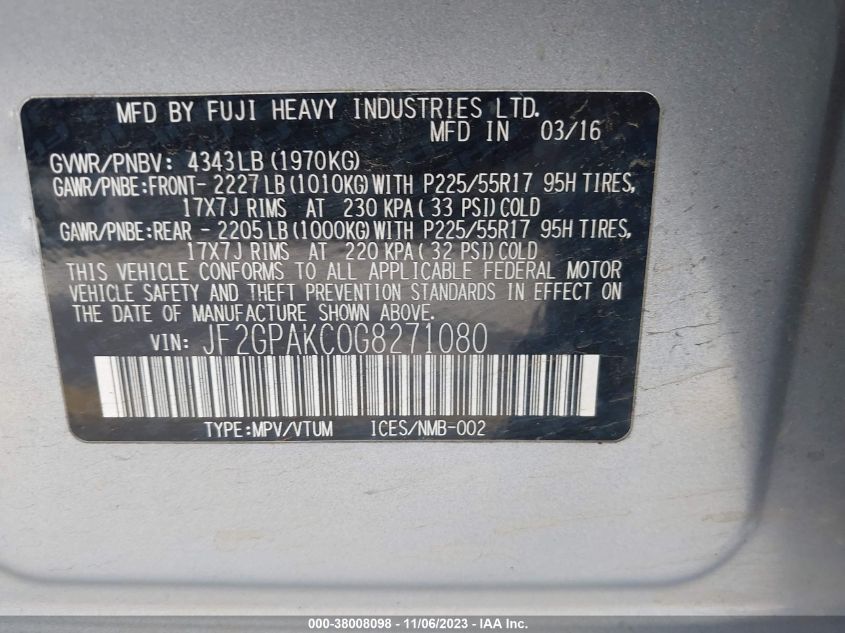 MFD BY FUJI HEAVY INDUSTRIES LTD.
MFD IN 03/16
GVWR/PNBV: 4343LB (1970KG)
GAWR/PNBE:FRONT- 2227 LB (1010KG) WITH P225/55R17 95H TIRES,
17X7J RIMS AT 230 KPA ( 33 PSI) COLD
GAWR/PNBE:REAR - 2205 LB (1000KG) WITH P225/55R17 95H TIRES,
17X7J RIMS AT 220 KPA ( 32 PSI) COLD
THIS VEHICLE CONFORMS TO ALL APPLICABLE FEDERAL MOTOR
VEHICLE SAFETY AND THEFT PREVENTION STANDARDS IN EFFECT ON
THE DATE OF MANUFACTURE SHOWN ABOVE.
VIN: JF2GPAKC0G8271080
TYPE:MPV/VTUM ICES/NMB-002
000-38008098 - 11/06/2023 - IAA Inc.